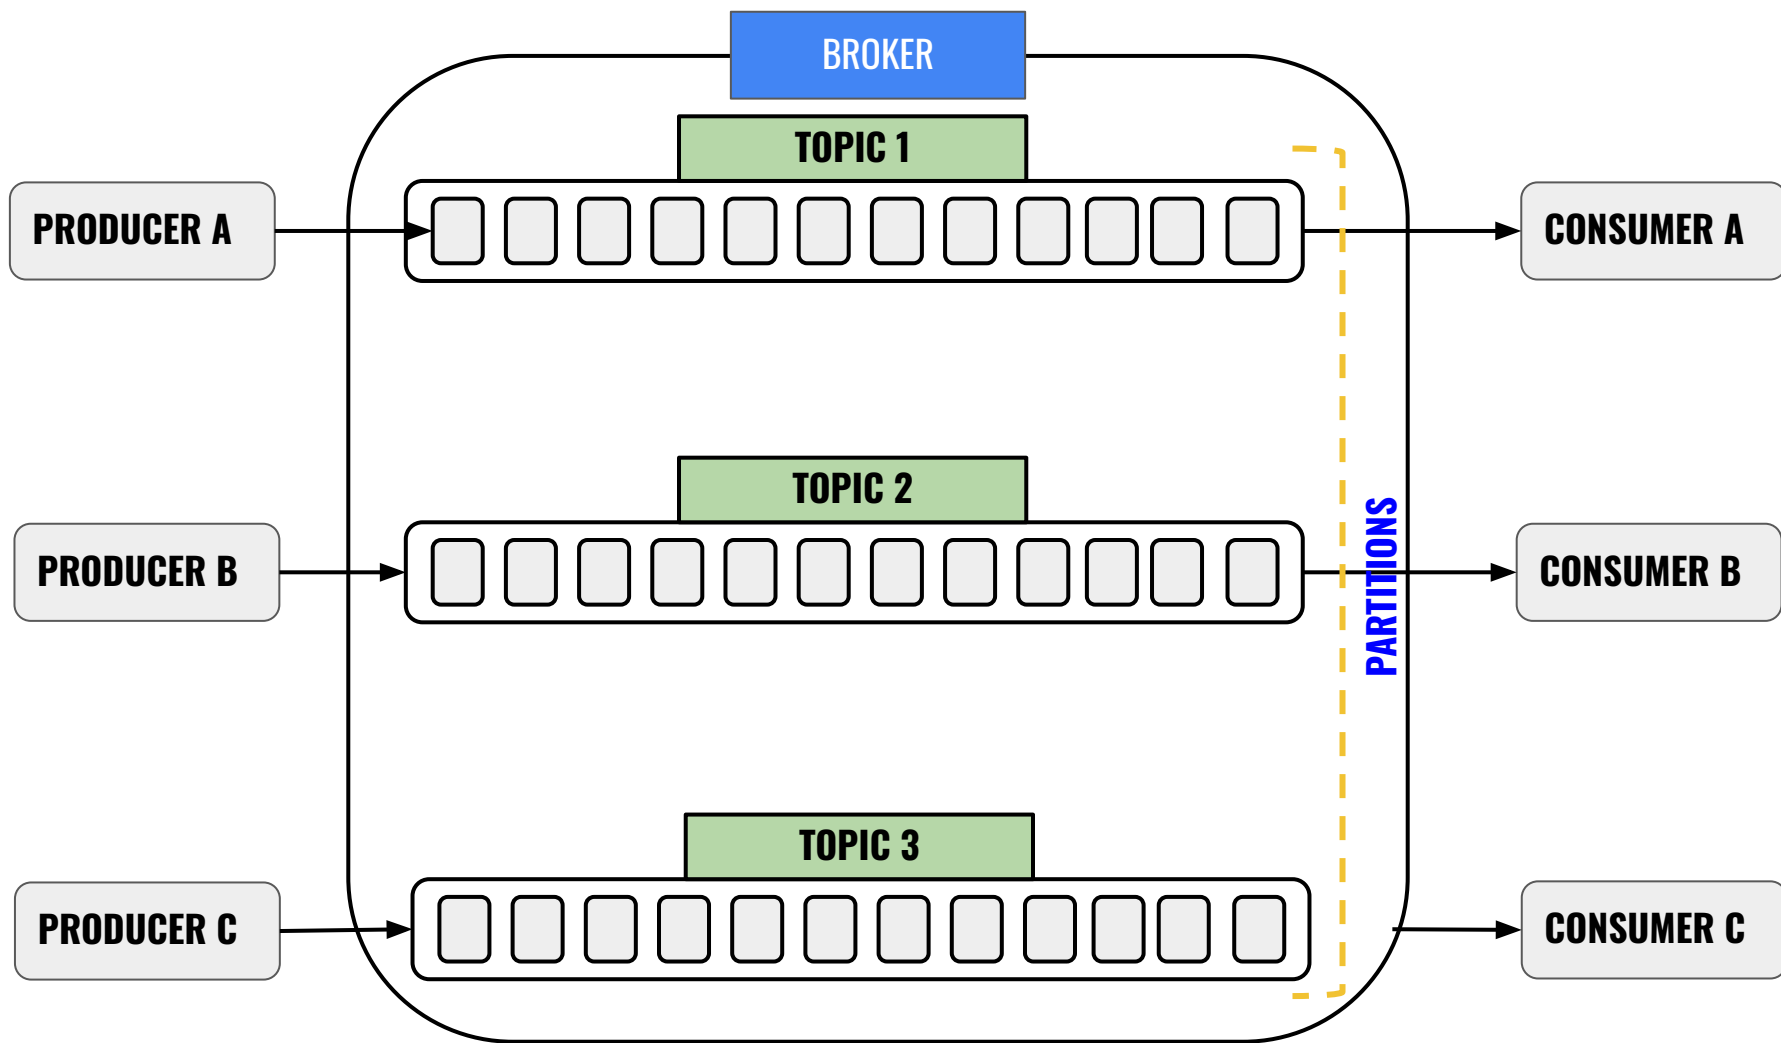 BROKER
TOPIC 1
PRODUCER A
CONSUMER A
TOPIC 2
PRODUCER B
CONSUMER B
PARTITIONS
TOPIC 3
PRODUCER C
CONSUMER C